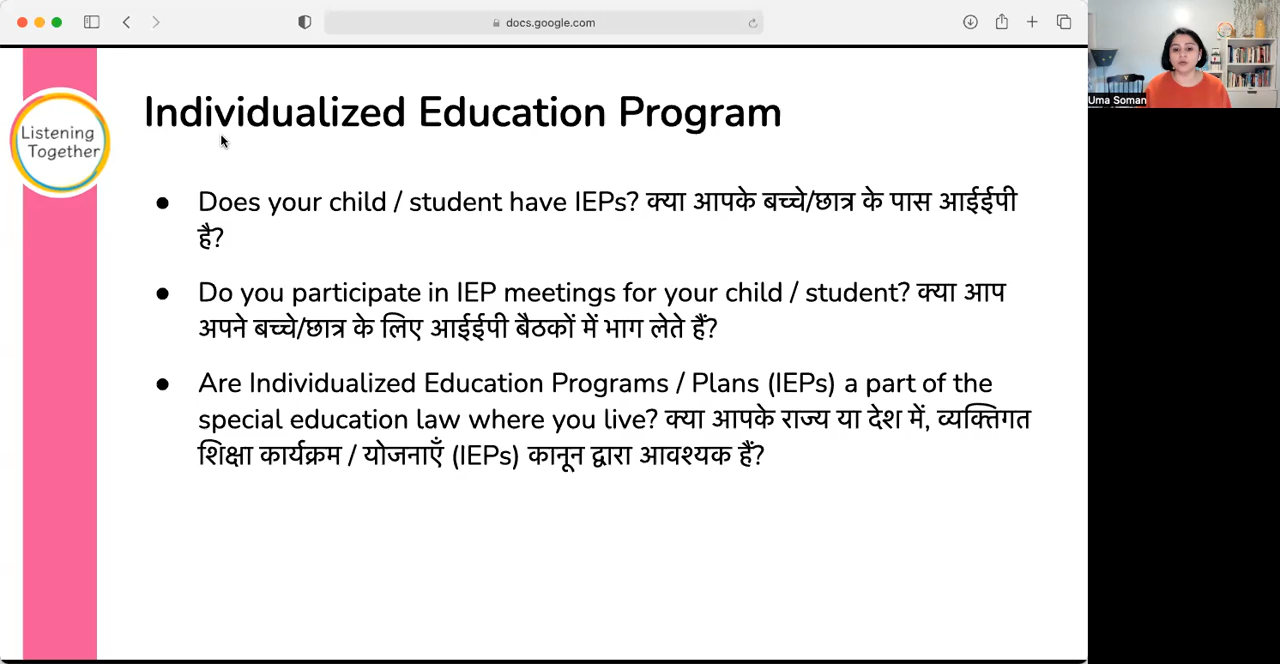 docs.google.com
Uma Soman
Listening
Together
Individualized Education Program
● Does your child / student have IEPs? क्या आपके बच्चे/छात्र के पास आईईपी
है?
● Do you participate in IEP meetings for your child / student? क्या आप
अपने बच्चे/छात्र के लिए आईईपी बैठकों में भाग लेते हैं?
● Are Individualized Education Programs / Plans (IEPs) a part of the
special education law where you live? क्या आपके राज्य या देश में, व्यक्तिगत
शिक्षा कार्यक्रम / योजनाएँ (IEPs) कानून द्वारा आवश्यक हैं?